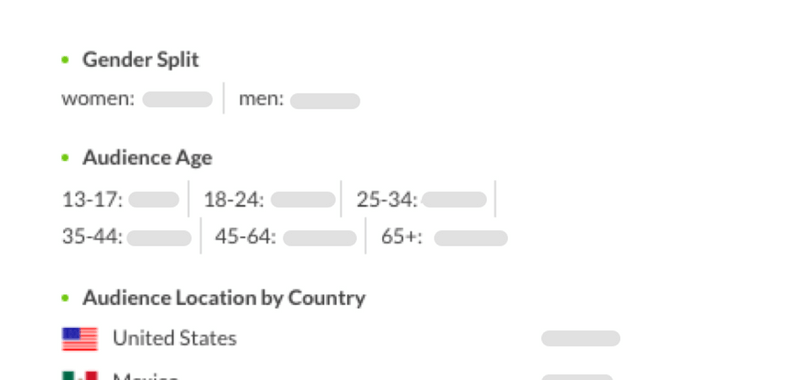 Gender Split
women: men:
Audience Age
13-17: 18-24: 25-34:
35-44: 45-64: 65+:
Audience Location by Country
United States
Mexico